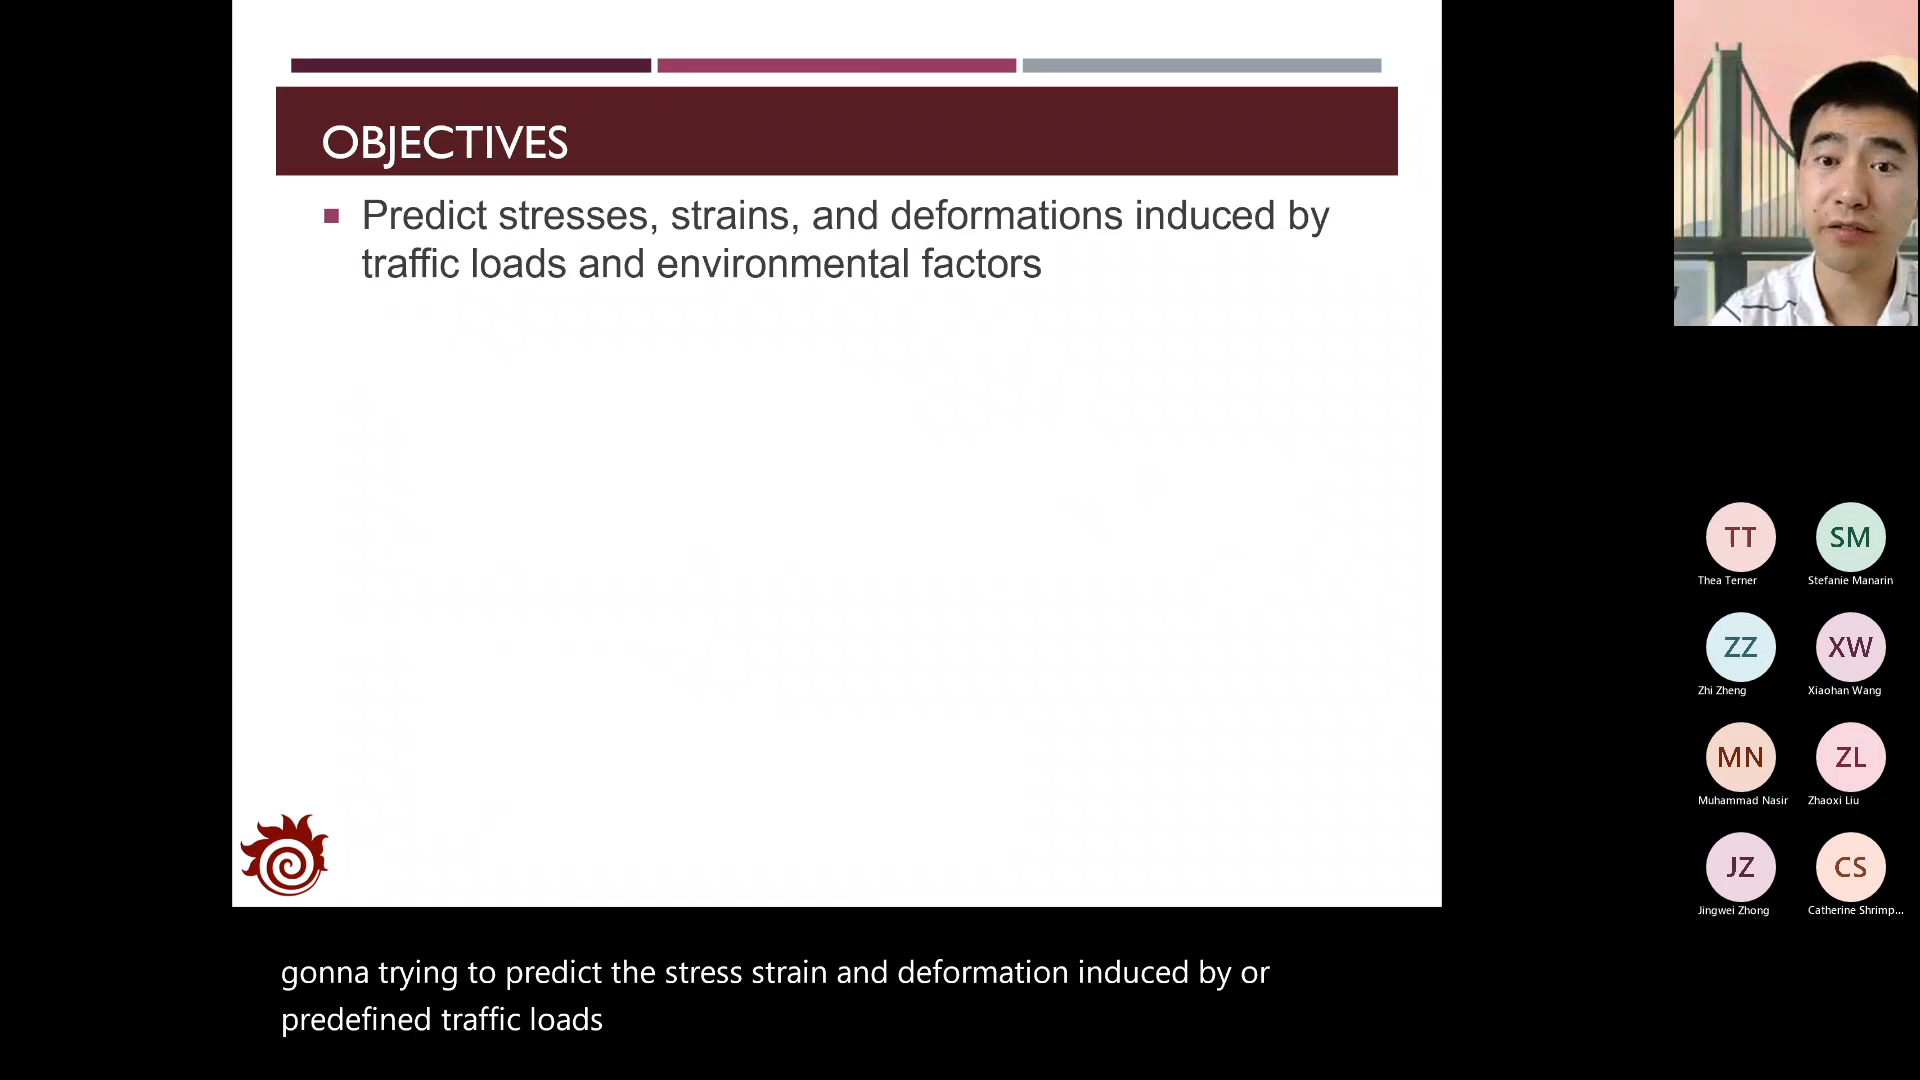 OBJECTIVES
Predict stresses, strains, and deformations induced by
traffic loads and environmental factors
TT
SM
Thea Terner
Stefanie Manarin
ZZ
XW
Zhi Zheng
Xiaohan Wang
MN
ZL
Muhammad Nasir
Zhaoxi Liu
JZ
CS
Jingwei Zhong
Catherine Shrimp...
gonna trying to predict the stress strain and deformation induced by or
predefined traffic loads